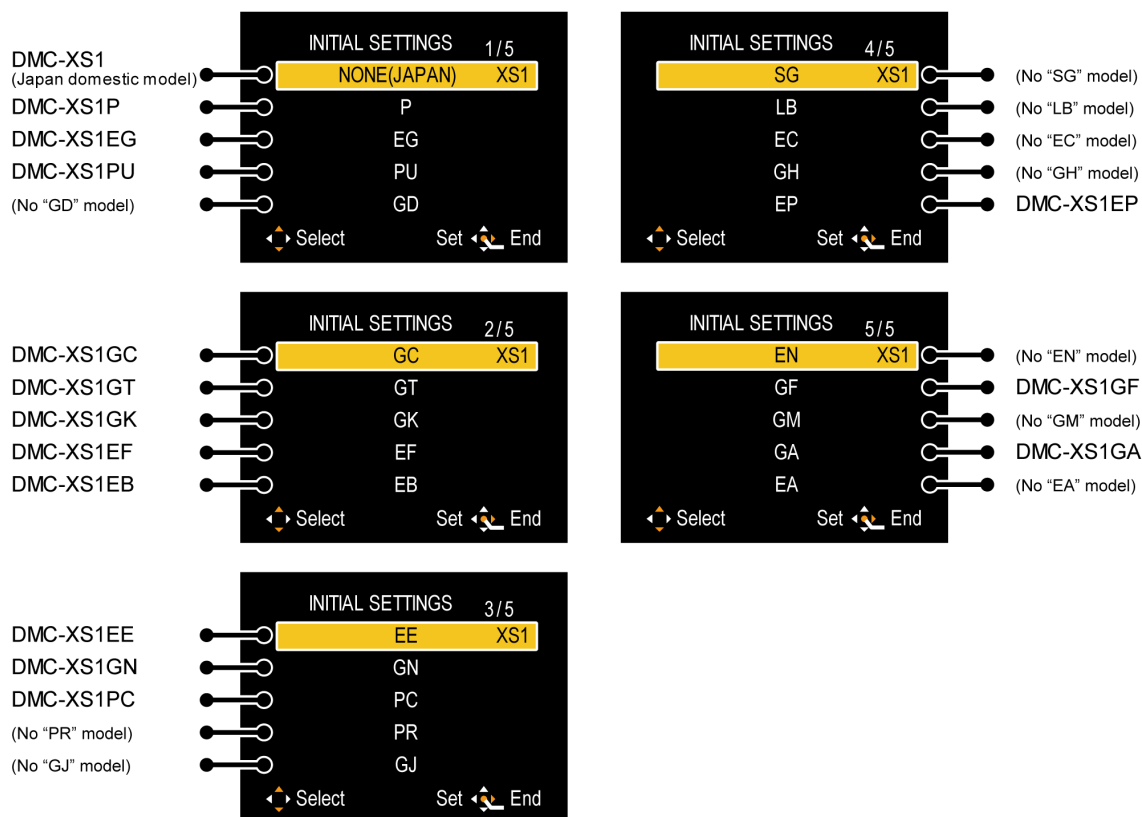 DMC-XS1
(Japan domestic model)
DMC-XS1P
DMC-XS1EG
DMC-XS1PU
(No “GD” model)
INITIAL SETTINGS 1/5
NONE(JAPAN) XS1
P
EG
PU
GD
Select Set End
INITIAL SETTINGS 4/5
SG XS1
LB
EC
GH
EP
Select Set End
(No “SG” model)
(No “LB” model)
(No “EC” model)
(No “GH” model)
DMC-XS1EP
DMC-XS1GC
DMC-XS1GT
DMC-XS1GK
DMC-XS1EF
DMC-XS1EB
INITIAL SETTINGS 2/5
GC XS1
GT
GK
EF
EB
Select Set End
INITIAL SETTINGS 5/5
EN XS1
GF
GM
GA
EA
Select Set End
(No “EN” model)
DMC-XS1GF
(No “GM” model)
DMC-XS1GA
(No “EA” model)
DMC-XS1EE
DMC-XS1GN
DMC-XS1PC
(No “PR” model)
(No “GJ” model)
INITIAL SETTINGS 3/5
EE XS1
GN
PC
PR
GJ
Select Set End